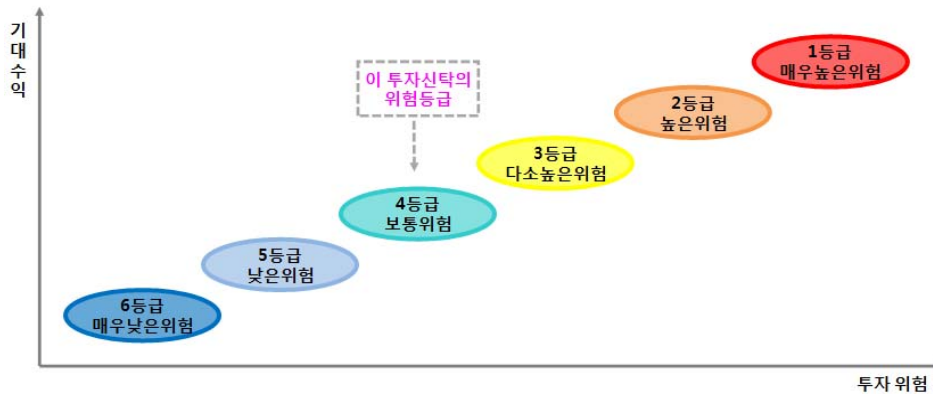 기대수익
1등급
매우높은위험
이 투자신탁의
위험등급
2등급
높은위험
3등급
다소높은위험
4등급
보통위험
5등급
낮은위험
6등급
매우낮은위험
투자 위험